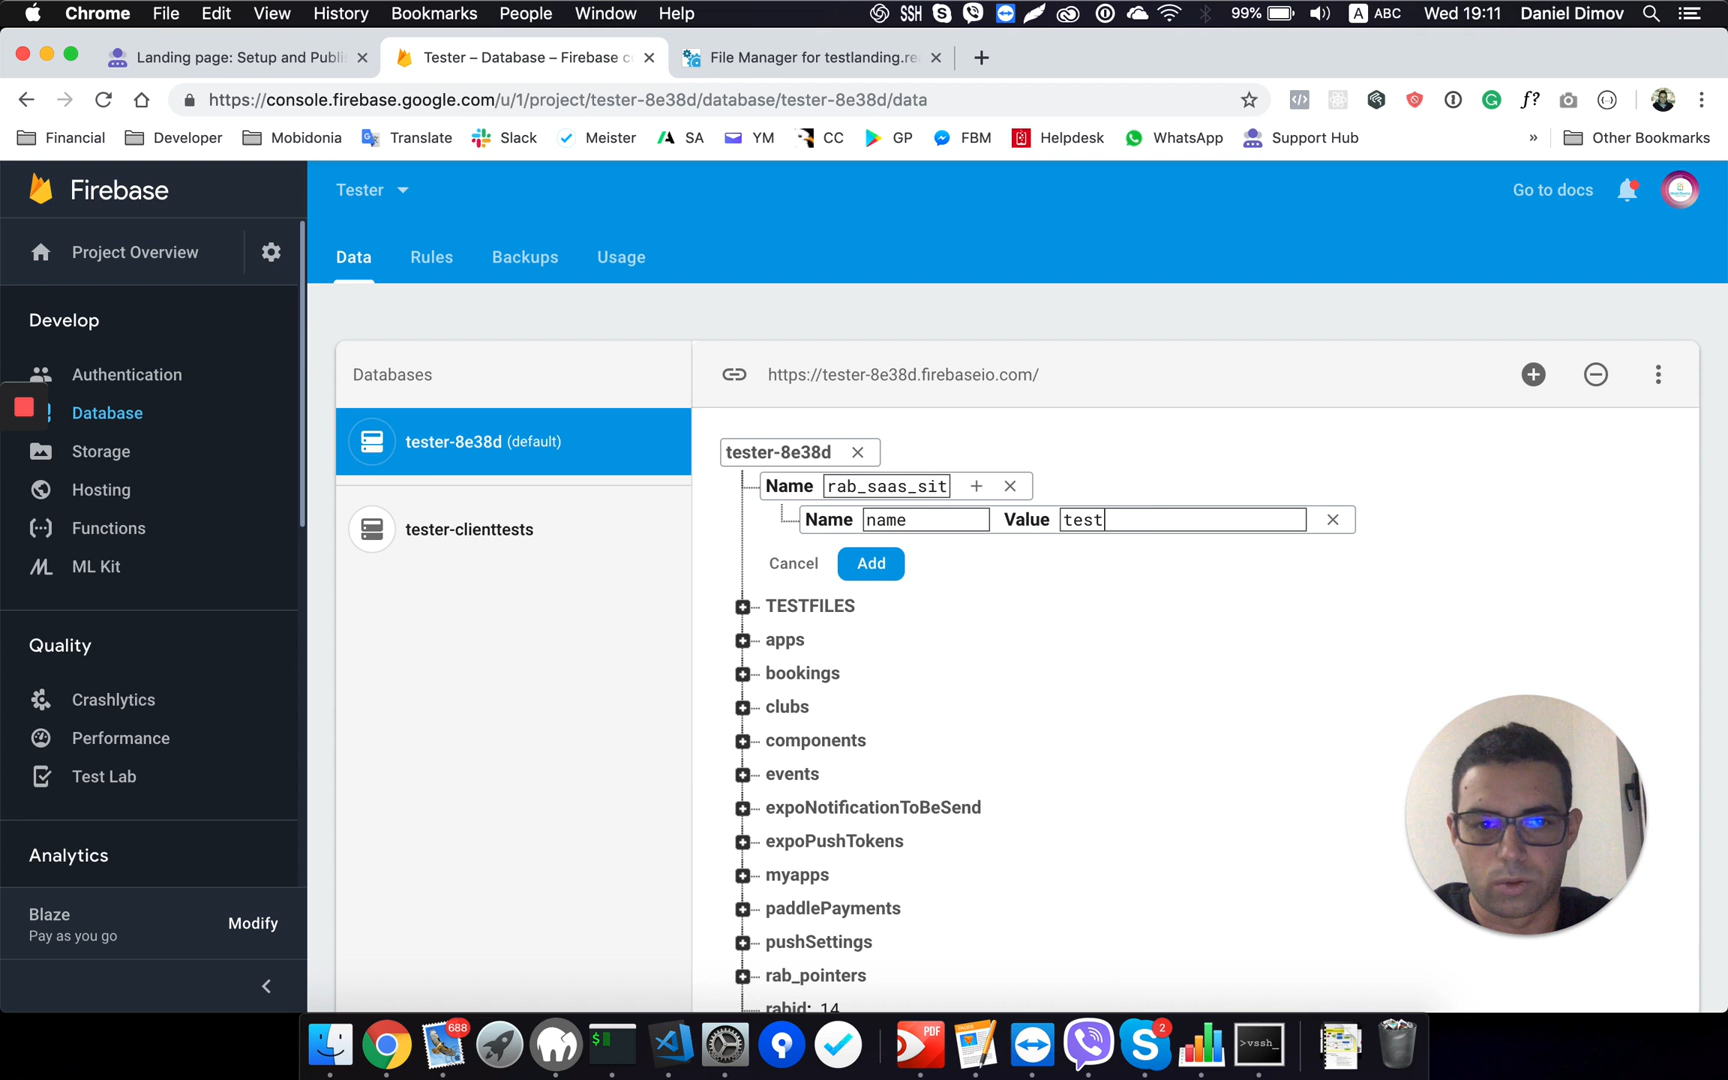 Chrome File Edit View History Bookmarks People Window Help SSH 99% A ABC Wed 19:11 Daniel Dimov
Landing page: Setup and Publi Tester – Database – Firebase c File Manager for testlanding.re
https://console.firebase.google.com/u/1/project/tester-8e38d/database/tester-8e38d/data
f?
Financial Developer Mobidonia Translate Slack Meister SA YM CC GP FBM Helpdesk WhatsApp Support Hub » Other Bookmarks
Firebase
Tester
Go to docs
Project Overview
Data Rules Backups Usage
Develop
Authentication
Database
Storage
Hosting
Functions
ML Kit
Quality
Crashlytics
Performance
Test Lab
Analytics
Blaze
Pay as you go
Modify
Databases
tester-8e38d (default)
tester-clienttests
https://tester-8e38d.firebaseio.com/
tester-8e38d
Name rab_saas_sit
Name name Value test
Cancel Add
TESTFILES
apps
bookings
clubs
components
events
expoNotificationToBeSend
expoPushTokens
myapps
paddlePayments
pushSettings
rab_pointers
rabid: 14
688
PDF
2
>vssh_